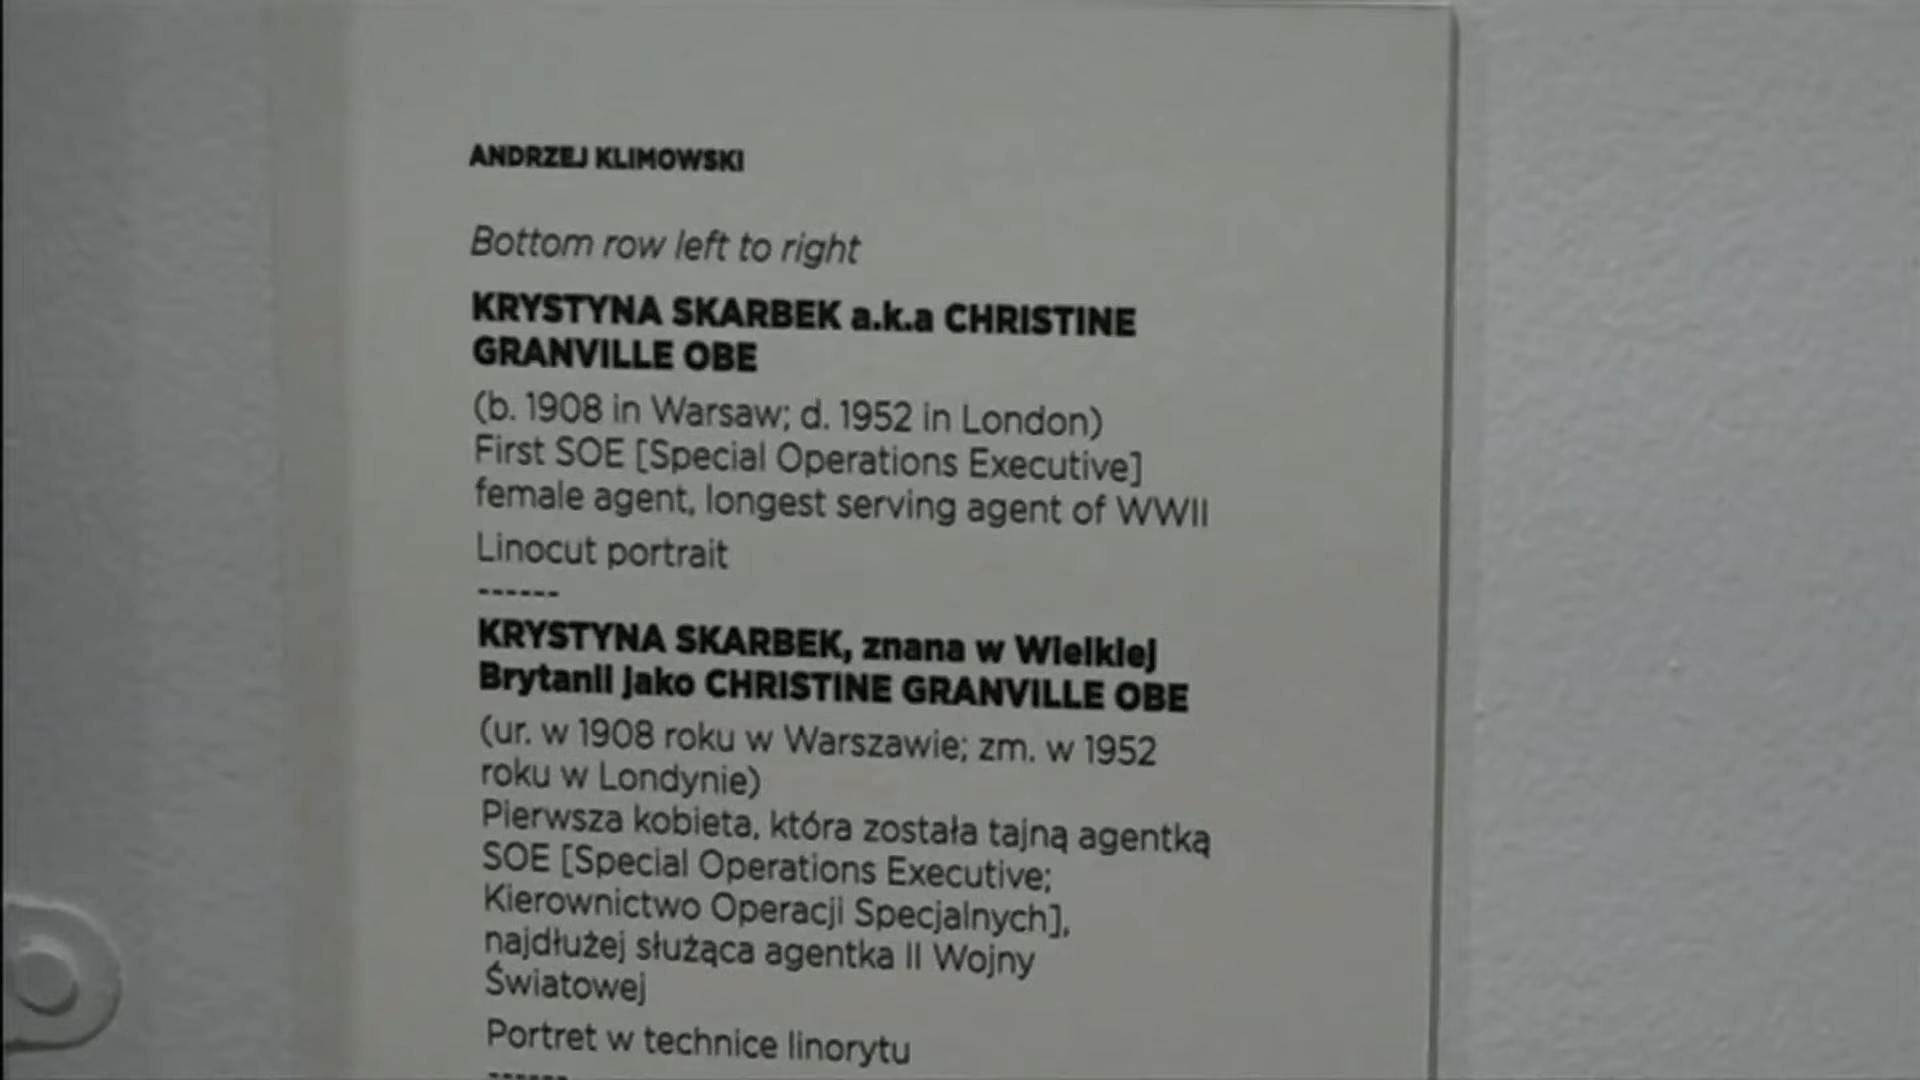 ANDRZEJ KLIMOWSKI
Bottom row left to right
KRYSTYNA SKARBEK a.k.a CHRISTINE
GRANVILLE OBE
(b. 1908 in Warsaw; d. 1952 in London)
First SOE [Special Operations Executive]
female agent, longest serving agent of WWII
Linocut portrait
------
KRYSTYNA SKARBEK, znana w Wielkiej
Brytanii jako CHRISTINE GRANVILLE OBE
(ur. w 1908 roku w Warszawie; zm. w 1952
roku w Londynie)
Pierwsza kobieta, która została tajną agentką
SOE [Special Operations Executive;
Kierownictwo Operacji Specjalnych],
najdłużej służąca agentka II Wojny
Światowej
Portret w technice linorytu
------